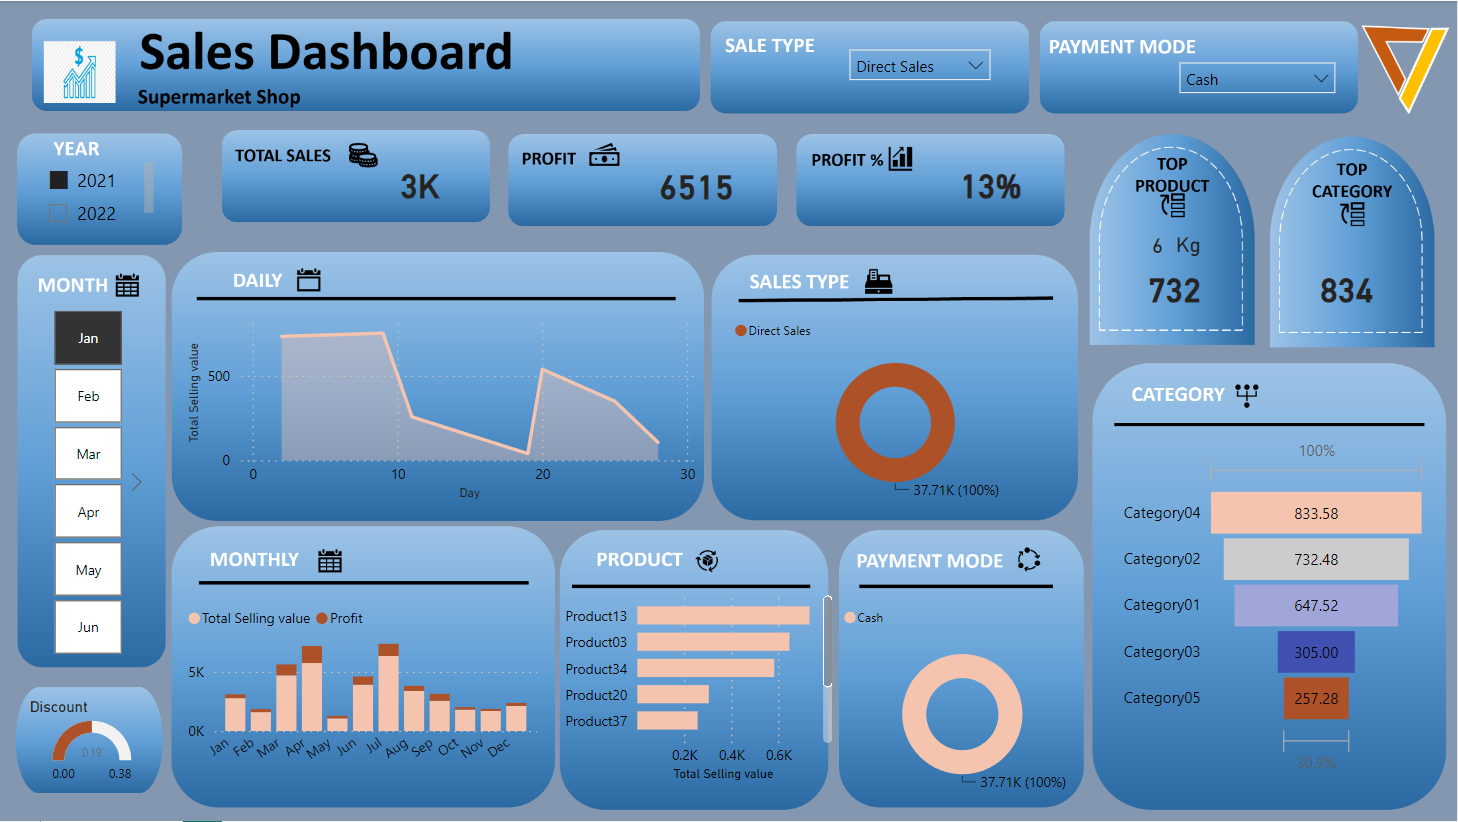 Sales Dashboard
Supermarket Shop
SALE TYPE
Direct Sales
PAYMENT MODE
Cash
YEAR
2021
2022
TOTAL SALES
3K
PROFIT
6515
PROFIT %
13%
TOP
PRODUCT
6 Kg
732
TOP
CATEGORY
834
MONTH
Jan
Feb
Mar
Apr
May
Jun
DAILY
Total Selling value
500
0
0 10 20 30
Day
SALES TYPE
Direct Sales
37.71K (100%)
CATEGORY
100%
Category04 833.58
Category02 732.48
Category01 647.52
Category03 305.00
Category05 257.28
30.9%
MONTHLY
Total Selling value Profit
5K
0K
Jan Feb Mar Apr May Jun Jul Aug Sep Oct Nov Dec
PRODUCT
Product13
Product03
Product34
Product20
Product37
0.2K 0.4K 0.6K
Total Selling value
PAYMENT MODE
Cash
37.71K (100%)
Discount
0.19
0.00 0.38